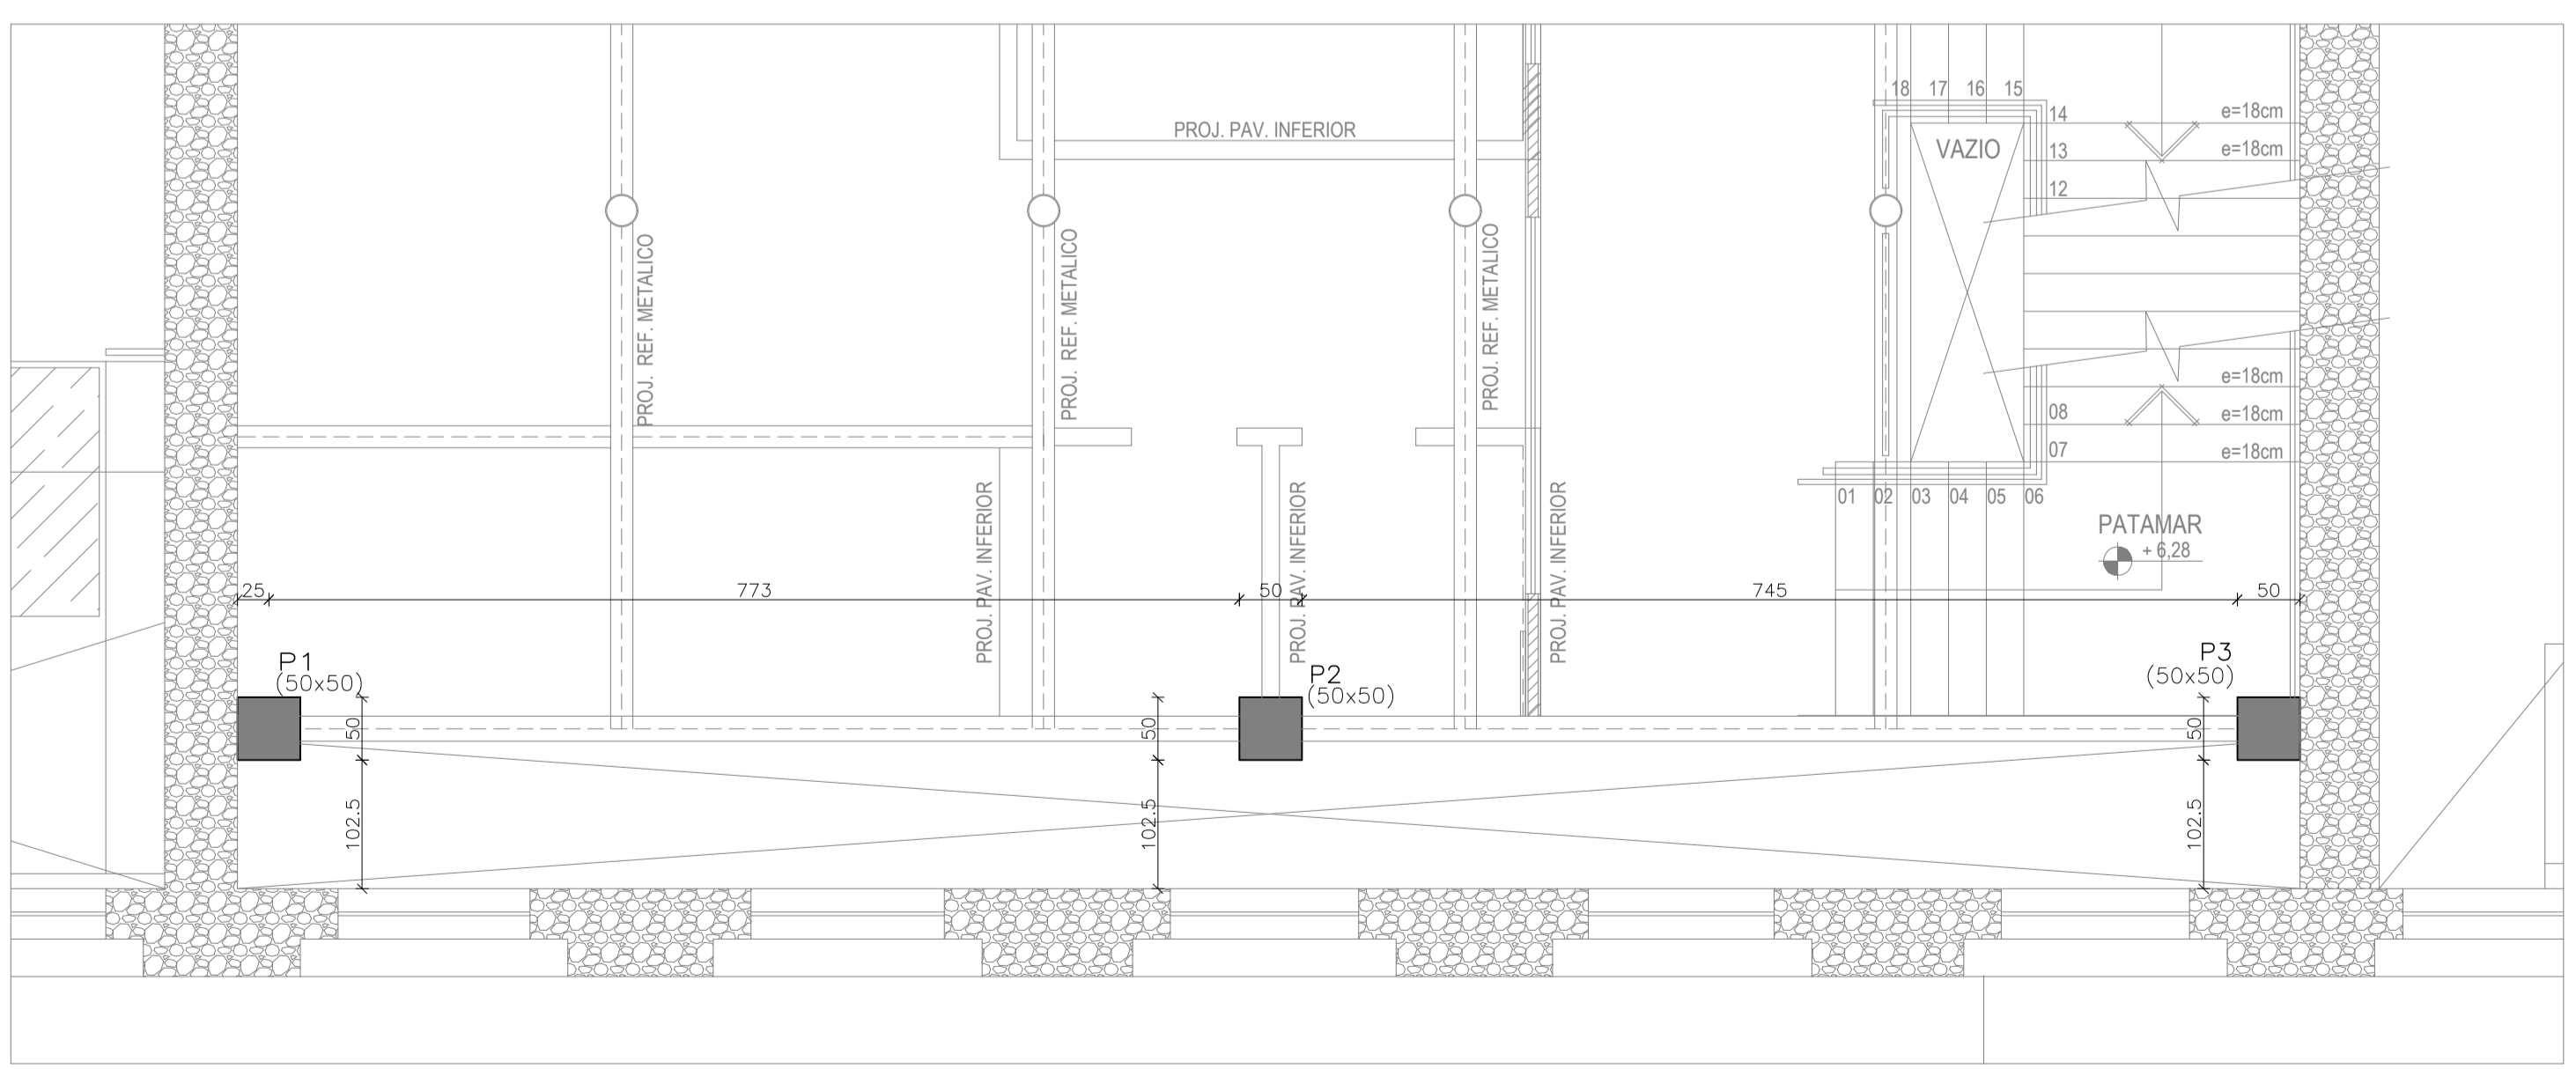 18 17 16 15
14 e=18cm
PROJ. PAV. INFERIOR
VAZIO
13 e=18cm
12
PROJ. REF. METALICO
PROJ. REF. METALICO
PROJ. REF. METALICO
e=18cm
08 e=18cm
07 e=18cm
01 02 03 04 05 06
PROJ. PAV. INFERIOR
PROJ. PAV. INFERIOR
PROJ. PAV. INFERIOR
PATAMAR
+ 6,28
25 773 50 745 50
P1
(50x50)
P2
(50x50)
P3
(50x50)
50
50
50
102.5
102.5
102.5